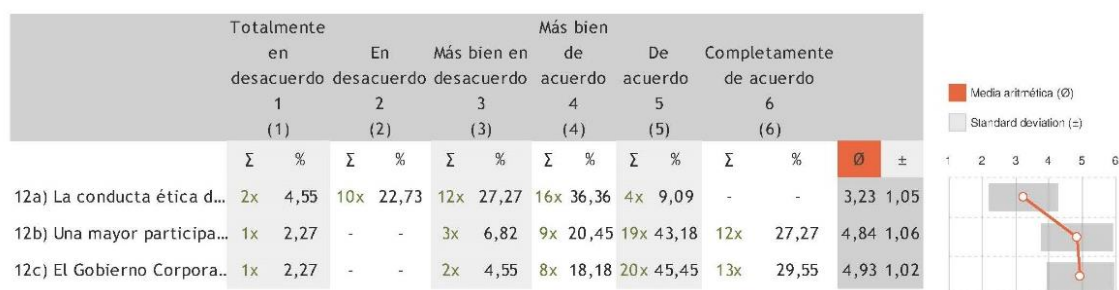 Totalmente Más bien
en En Más bien en de De Completamente
desacuerdo desacuerdo desacuerdo acuerdo acuerdo de acuerdo
1 2 3 4 5 6
(1) (2) (3) (4) (5) (6)
Media aritmética (Ø)
Standard deviation (±)
Σ % Σ % Σ % Σ % Σ % Σ % Ø ± 1 2 3 4 5 6
12a) La conducta ética d... 2x 4,55 10x 22,73 12x 27,27 16x 36,36 4x 9,09 - - 3,23 1,05
12b) Una mayor participa... 1x 2,27 - - 3x 6,82 9x 20,45 19x 43,18 12x 27,27 4,84 1,06
12c) El Gobierno Corpora... 1x 2,27 - - 2x 4,55 8x 18,18 20x 45,45 13x 29,55 4,93 1,02